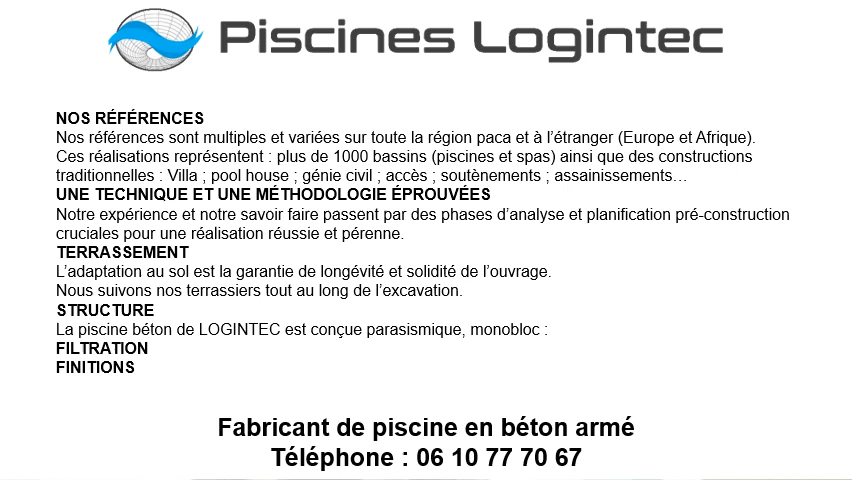 Piscines Logintec
NOS RÉFÉRENCES
Nos références sont multiples et variées sur toute la région paca et à l’étranger (Europe et Afrique).
Ces réalisations représentent : plus de 1000 bassins (piscines et spas) ainsi que des constructions
traditionnelles : Villa ; pool house ; génie civil ; accès ; soutènements ; assainissements…
UNE TECHNIQUE ET UNE MÉTHODOLOGIE ÉPROUVÉES
Notre expérience et notre savoir faire passent par des phases d’analyse et planification pré-construction
cruciales pour une réalisation réussie et pérenne.
TERRASSEMENT
L’adaptation au sol est la garantie de longévité et solidité de l’ouvrage.
Nous suivons nos terrassiers tout au long de l’excavation.
STRUCTURE
La piscine béton de LOGINTEC est conçue parasismique, monobloc :
FILTRATION
FINITIONS
Fabricant de piscine en béton armé
Téléphone : 06 10 77 70 67